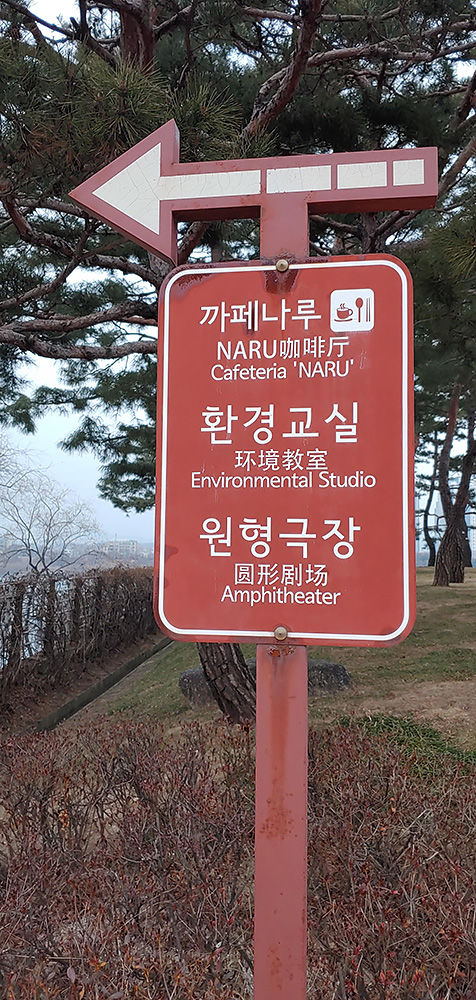 까페나루
NARU咖啡厅
Cafeteria 'NARU'
환경교실
环境教室
Environmental Studio
원형극장
圆形剧场
Amphitheater